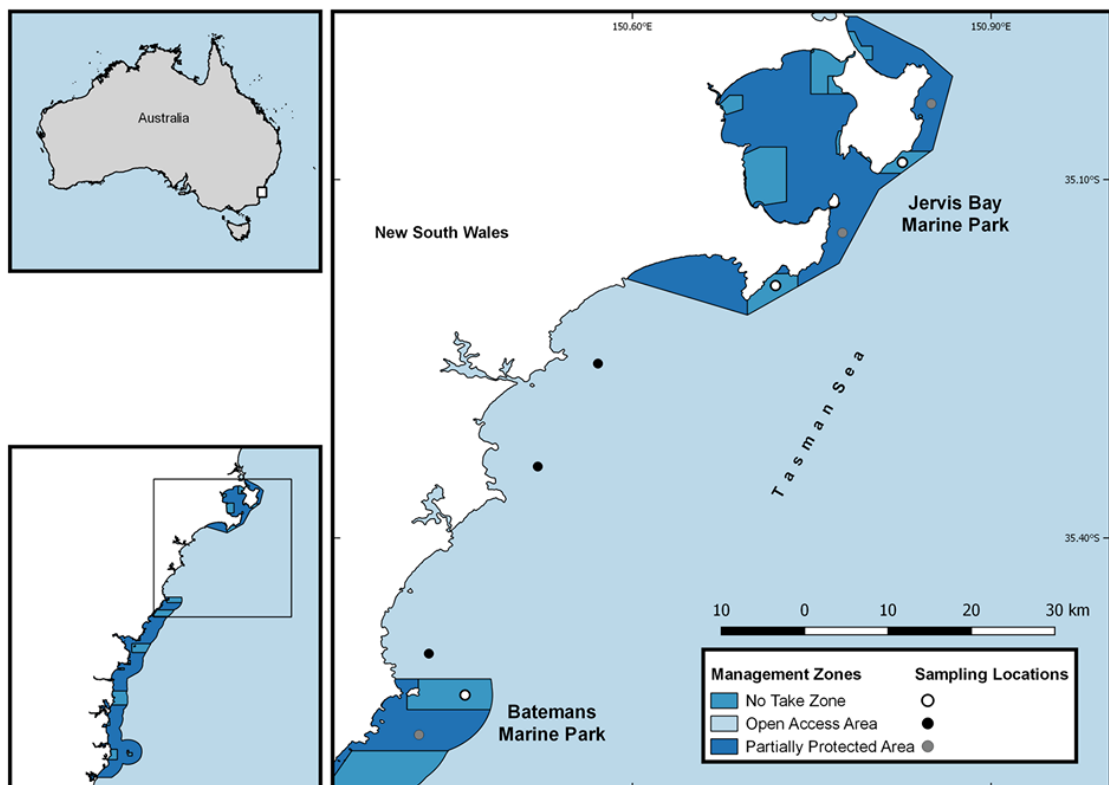 Australia
150.60°E
150.90°E
35.10°S
Jervis Bay
Marine Park
New South Wales
Tasman Sea
35.40°S
10 0 10 20 30 km
Management Zones
Sampling Locations
No Take Zone
Open Access Area
Partially Protected Area
Batemans
Marine Park